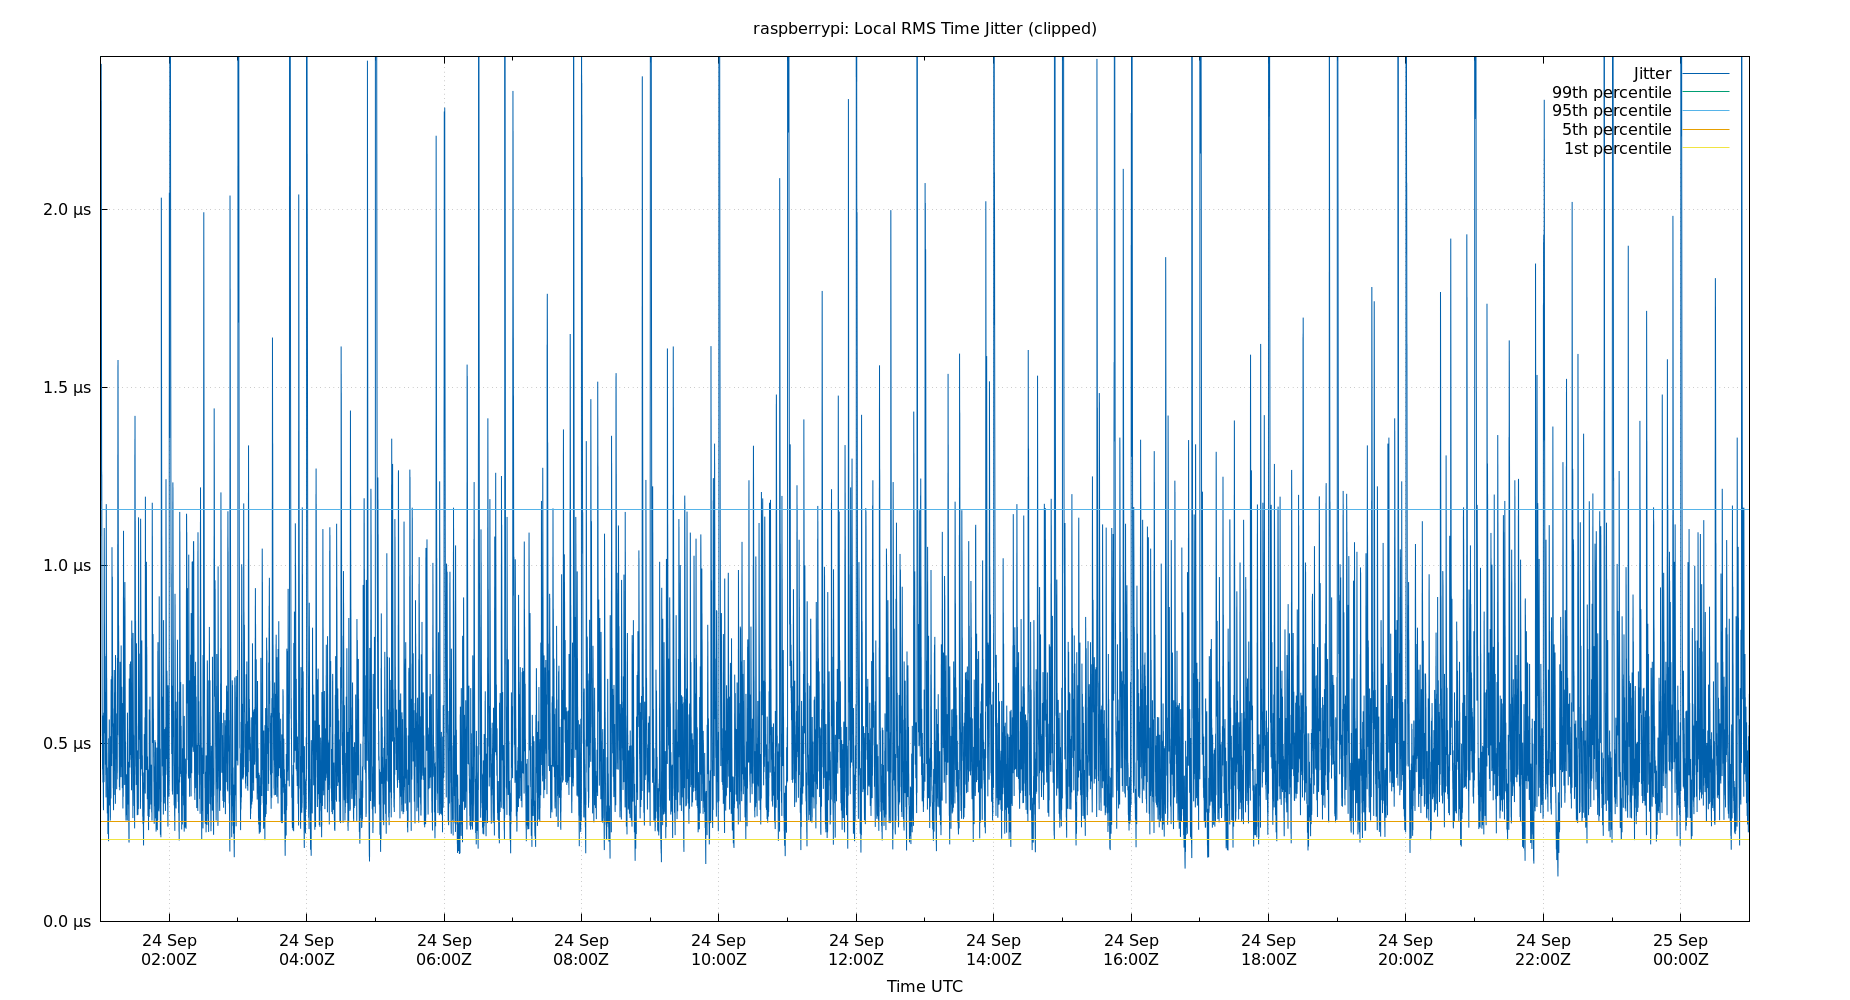 raspberrypi: Local RMS Time Jitter (clipped)
Jitter
99th percentile
95th percentile
5th percentile
1st percentile
2.0 μs
1.5 μs
1.0 μs
0.5 μs
0.0 μs
24 Sep 24 Sep 24 Sep 24 Sep 24 Sep 24 Sep 24 Sep 24 Sep 24 Sep 24 Sep 24 Sep 25 Sep
02:00Z 04:00Z 06:00Z 08:00Z 10:00Z 12:00Z 14:00Z 16:00Z 18:00Z 20:00Z 22:00Z 00:00Z
Time UTC